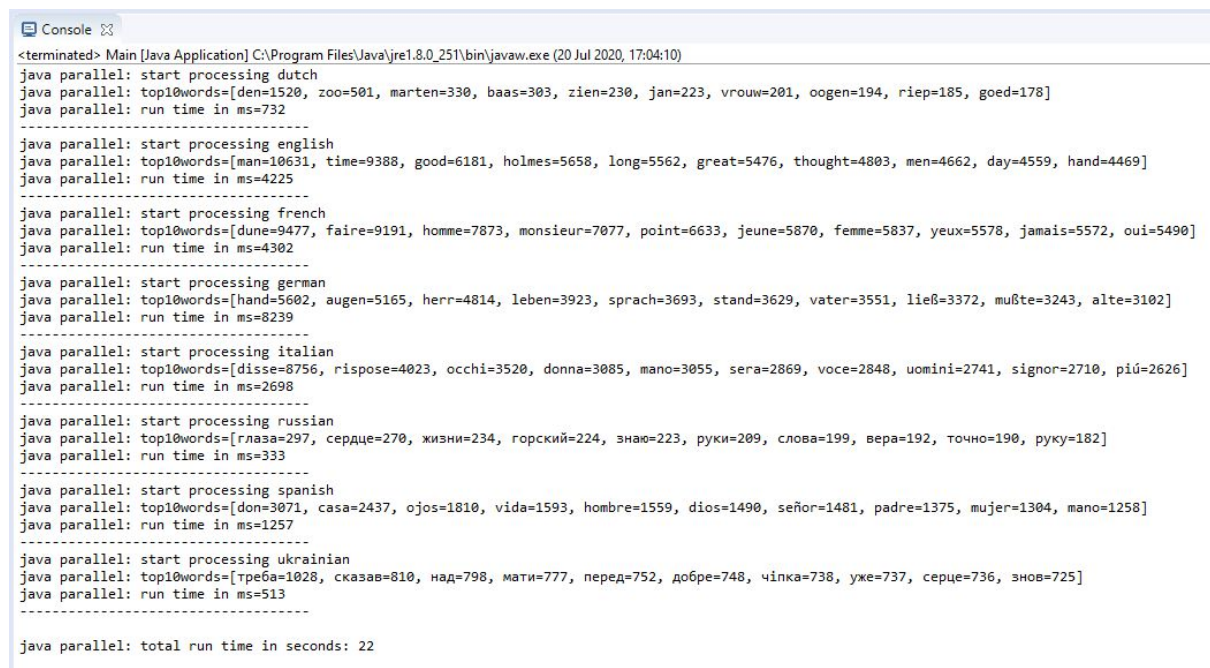 Console
<terminated> Main [Java Application] C:\Program Files\Java\jre1.8.0_251\bin\javaw.exe (20 Jul 2020, 17:04:10)
java parallel: start processing dutch
java parallel: top10words=[den=1520, zoo=501, marten=330, baas=303, zien=230, jan=223, vrouw=201, oogen=194, riep=185, goed=178]
java parallel: run time in ms=732
------------------------------------
java parallel: start processing english
java parallel: top10words=[man=10631, time=9388, good=6181, holmes=5658, long=5562, great=5476, thought=4803, men=4662, day=4559, hand=4469]
java parallel: run time in ms=4225
------------------------------------
java parallel: start processing french
java parallel: top10words=[dune=9477, faire=9191, homme=7873, monsieur=7077, point=6633, jeune=5870, femme=5837, yeux=5578, jamais=5572, oui=5490]
java parallel: run time in ms=4302
------------------------------------
java parallel: start processing german
java parallel: top10words=[hand=5602, augen=5165, herr=4814, leben=3923, sprach=3693, stand=3629, vater=3551, ließ=3372, mußte=3243, alte=3102]
java parallel: run time in ms=8239
------------------------------------
java parallel: start processing italian
java parallel: top10words=[disse=8756, rispose=4023, occhi=3520, donna=3085, mano=3055, sera=2869, voce=2848, uomini=2741, signor=2710, piú=2626]
java parallel: run time in ms=2698
------------------------------------
java parallel: start processing russian
java parallel: top10words=[глаза=297, сердце=270, жизни=234, горский=224, знаю=223, руки=209, слова=199, вера=192, точно=190, руку=182]
java parallel: run time in ms=333
------------------------------------
java parallel: start processing spanish
java parallel: top10words=[don=3071, casa=2437, ojos=1810, vida=1593, hombre=1559, dios=1490, señor=1481, padre=1375, mujer=1304, mano=1258]
java parallel: run time in ms=1257
------------------------------------
java parallel: start processing ukrainian
java parallel: top10words=[треба=1028, сказав=810, над=798, мати=777, перед=752, добре=748, чіпка=738, уже=737, серце=736, знов=725]
java parallel: run time in ms=513
------------------------------------
java parallel: total run time in seconds: 22